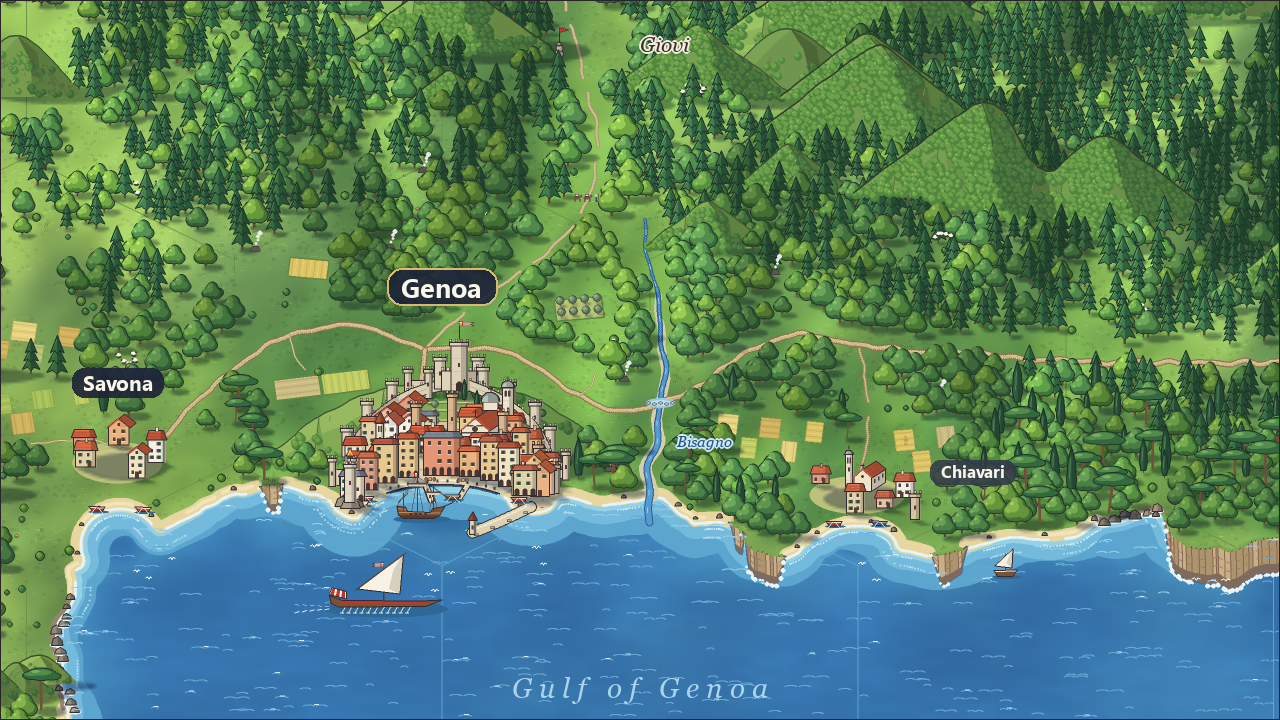 Giovi
Genoa
Savona
Bisagno
Chiavari
Gulf of Genoa